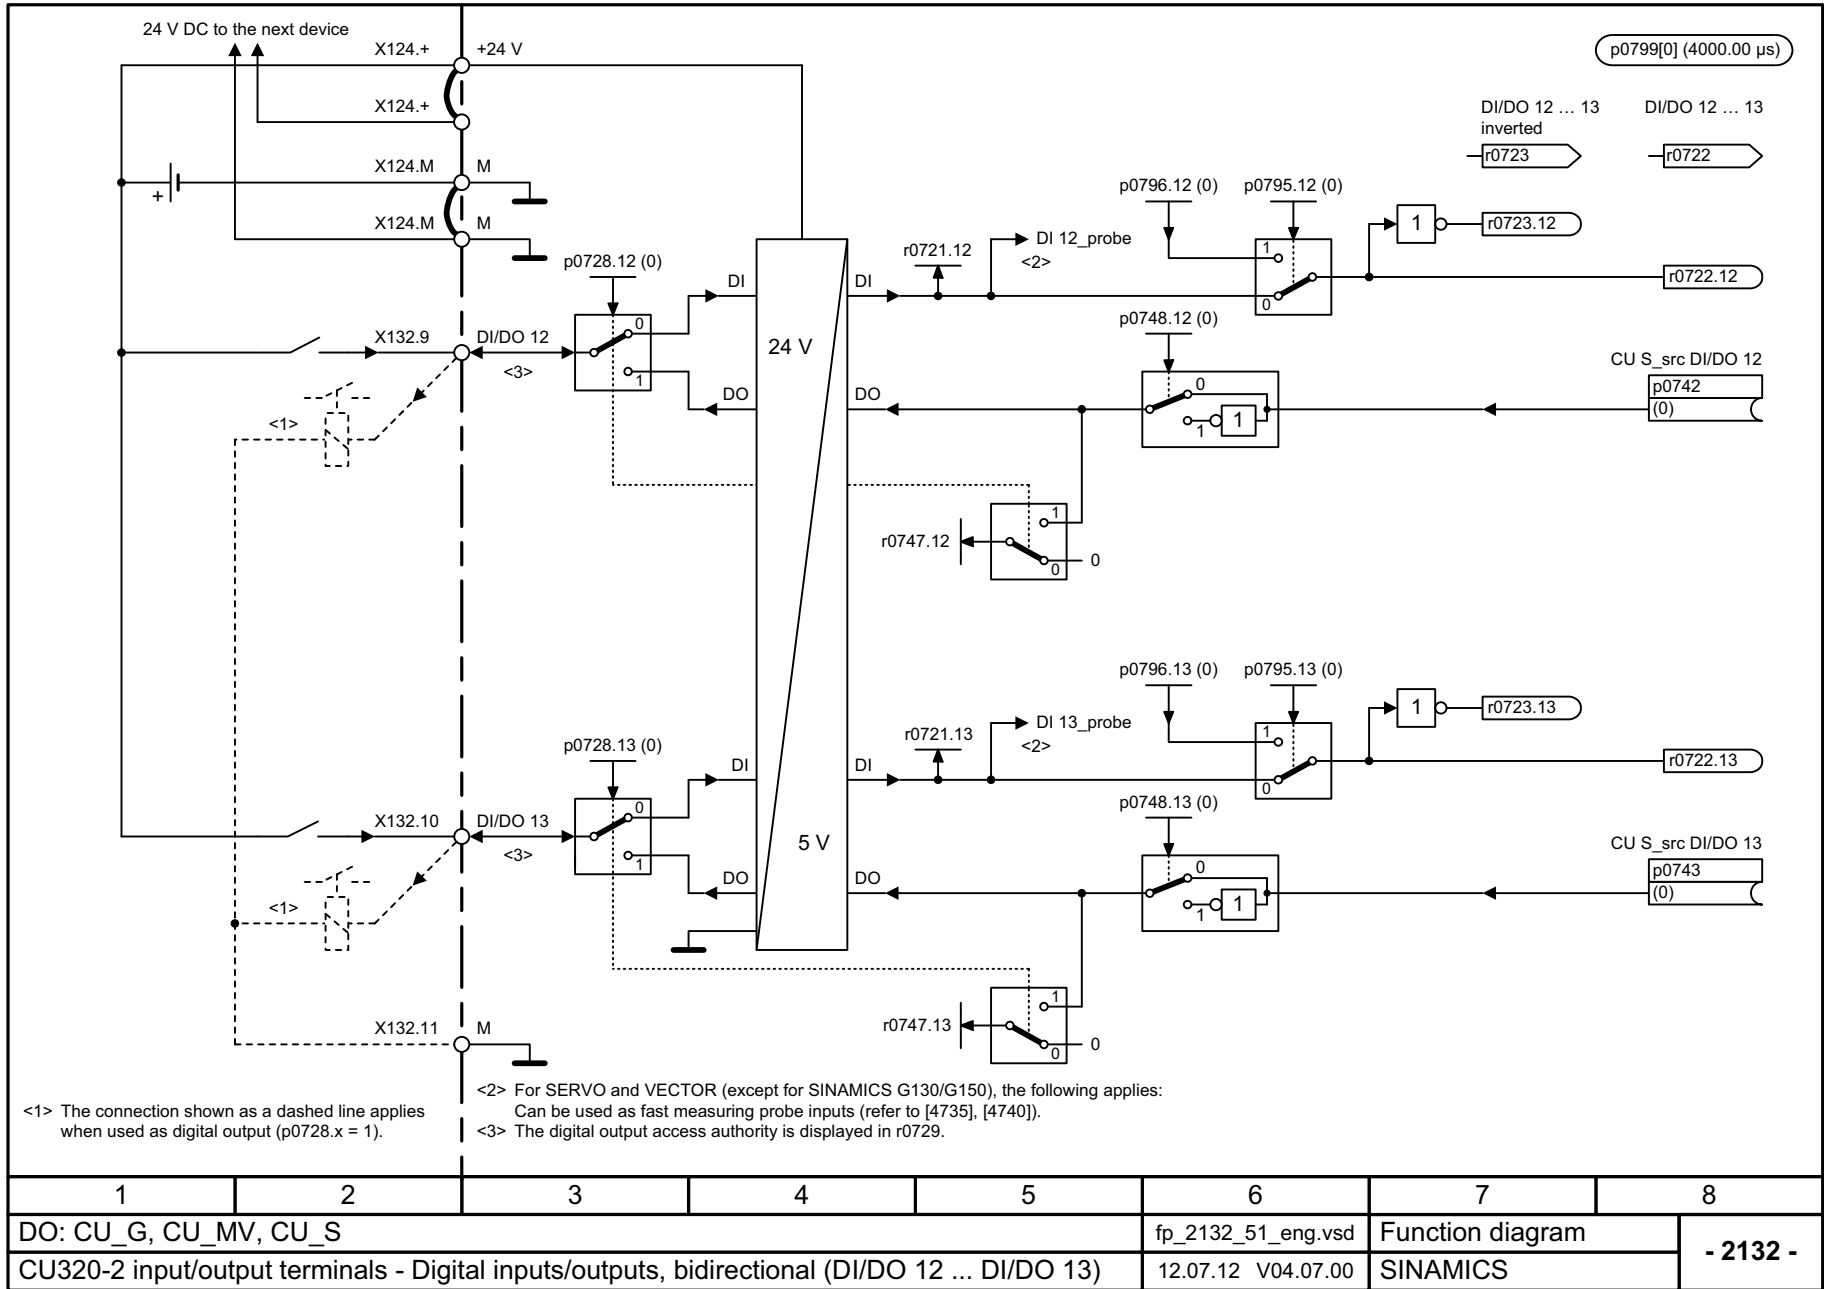 24 V DC to the next device
X124.+
+24 V
p0799[0] (4000.00 µs)
X124.+
DI/DO 12 … 13
inverted
r0723
DI/DO 12 … 13
r0722
X124.M
M
+
X124.M
M
p0796.12 (0)
p0795.12 (0)
1
r0723.12
p0728.12 (0)
r0721.12
DI 12_probe
<2>
1
0
r0722.12
DI
DI
X132.9
DI/DO 12
<3>
0
1
24 V
p0748.12 (0)
CU S_src DI/DO 12
p0742
(0)
DO
DO
0
1
1
<1>
r0747.12
1
0
0
p0796.13 (0)
p0795.13 (0)
1
r0723.13
p0728.13 (0)
r0721.13
DI 13_probe
<2>
1
0
r0722.13
DI
DI
X132.10
DI/DO 13
<3>
0
1
5 V
p0748.13 (0)
CU S_src DI/DO 13
p0743
(0)
DO
DO
0
1
1
<1>
r0747.13
1
0
0
X132.11
M
<1> The connection shown as a dashed line applies
when used as digital output (p0728.x = 1).
<2> For SERVO and VECTOR (except for SINAMICS G130/G150), the following applies:
Can be used as fast measuring probe inputs (refer to [4735], [4740]).
<3> The digital output access authority is displayed in r0729.
1 2 3 4 5 6 7 8
DO: CU_G, CU_MV, CU_S
fp_2132_51_eng.vsd
Function diagram
- 2132 -
CU320-2 input/output terminals - Digital inputs/outputs, bidirectional (DI/DO 12 ... DI/DO 13)
12.07.12 V04.07.00
SINAMICS